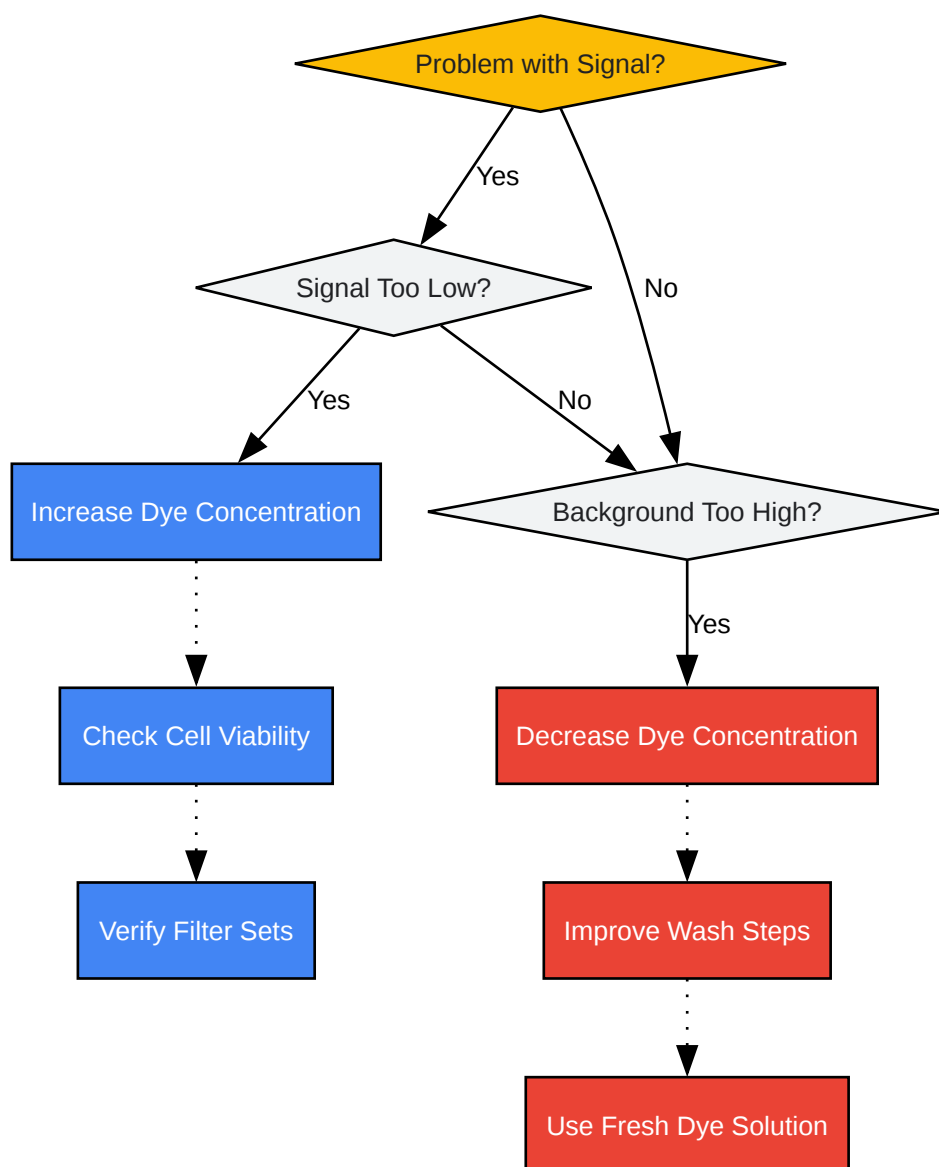 Problem with Signal?
Yes
Signal Too Low?
No
Yes
No
Increase Dye Concentration
Background Too High?
Yes
Check Cell Viability
Decrease Dye Concentration
Verify Filter Sets
Improve Wash Steps
Use Fresh Dye Solution